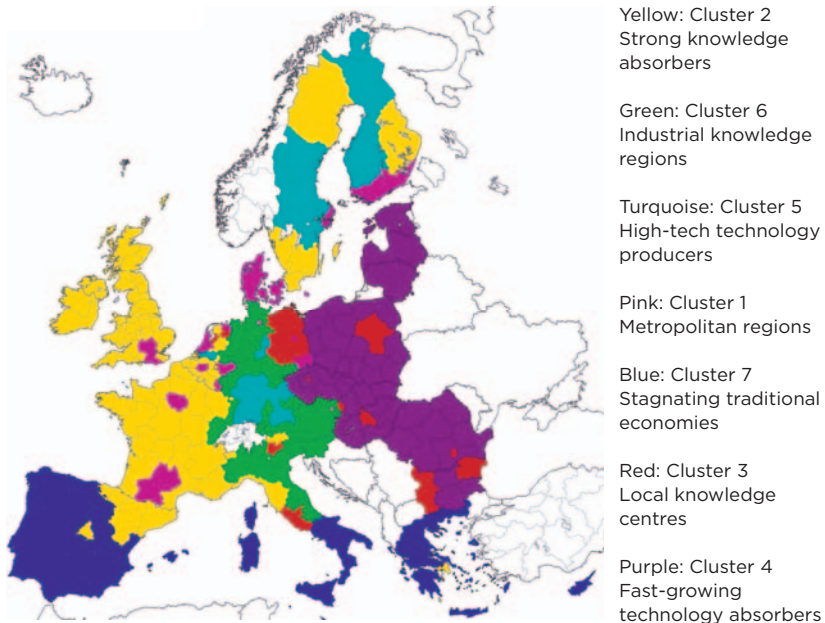 Yellow: Cluster 2
Strong knowledge
absorbers
Green: Cluster 6
Industrial knowledge
regions
Turquoise: Cluster 5
High-tech technology
producers
Pink: Cluster 1
Metropolitan regions
Blue: Cluster 7
Stagnating traditional
economies
Red: Cluster 3
Local knowledge
centres
Purple: Cluster 4
Fast-growing
technology absorbers